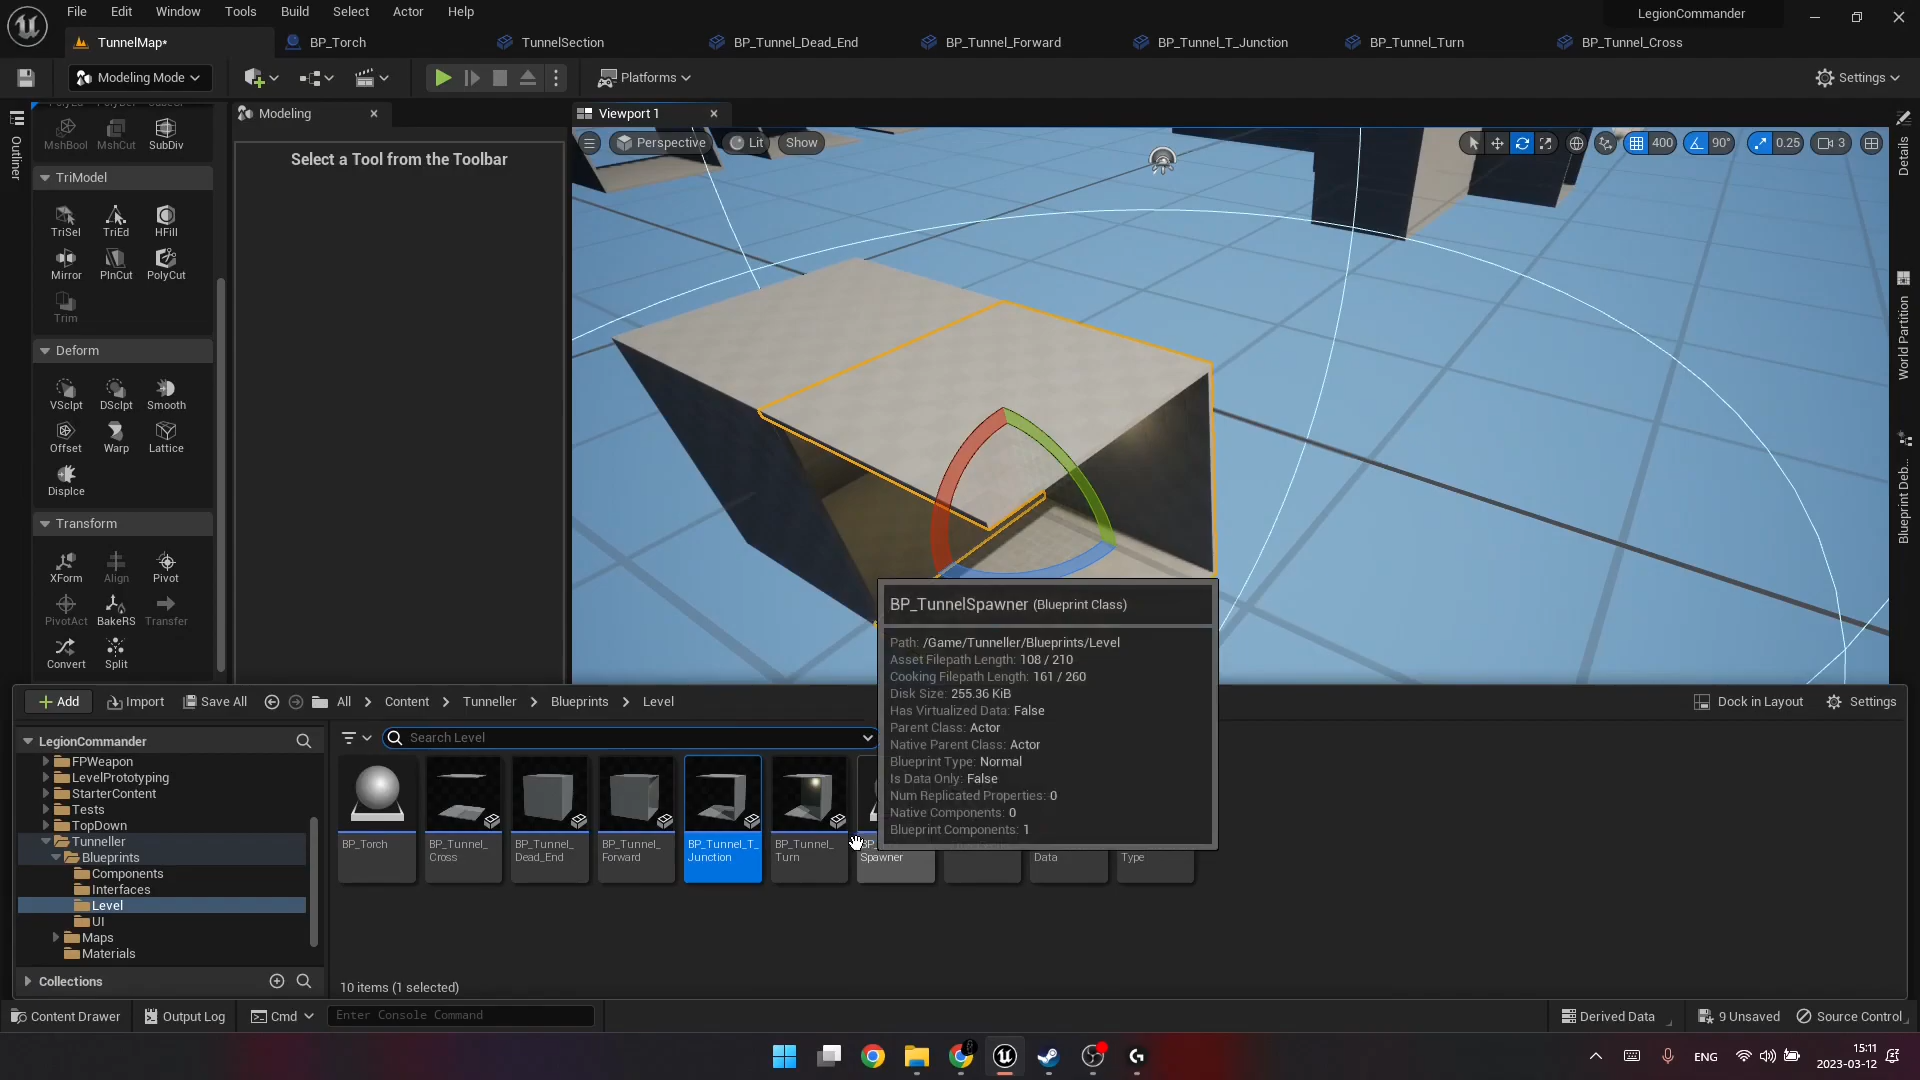 File Edit Window Tools Build Select Actor Help
LegionCommander
TunnelMap* BP_Torch TunnelSection BP_Tunnel_Dead_End BP_Tunnel_Forward BP_Tunnel_T_Junction BP_Tunnel_Turn BP_Tunnel_Cross
Modeling Mode Platforms Settings
Modeling Viewport 1
Select a Tool from the Toolbar
Perspective Lit Show 400 90° 0.25 3
MshBool MshCut SubDiv
TriModel
TriSel TriEd HFill
Mirror PlnCut PolyCut
Trim
Deform
VSclpt DSclpt Smooth
Offset Warp Lattice
Displce
Transform
XForm Align Pivot
PivotAct BakeRS Transfer
Convert Split
Outliner
Details
World Partition
Blueprint Deb...
BP_TunnelSpawner (Blueprint Class)
Path: /Game/Tunneller/Blueprints/Level
Asset Filepath Length: 108 / 210
Cooking Filepath Length: 161 / 260
Disk Size: 255.36 KiB
Has Virtualized Data: False
Parent Class: Actor
Native Parent Class: Actor
Blueprint Type: Normal
Is Data Only: False
Num Replicated Properties: 0
Native Components: 0
Blueprint Components: 1
Add Import Save All All Content Tunneller Blueprints Level Dock in Layout Settings
LegionCommander
Search Level
FPWeapon
LevelPrototyping
StarterContent
Tests
TopDown
Tunneller
Blueprints
Components
Interfaces
Level
UI
Maps
Materials
Collections
BP_Torch
BP_Tunnel_
Cross
BP_Tunnel_
Dead_End
BP_Tunnel_
Forward
BP_Tunnel_T_
Junction
BP_Tunnel_
Turn
Spawner
Data
Type
10 items (1 selected)
Content Drawer Output Log Cmd Enter Console Command Derived Data 9 Unsaved Source Control
ENG 15:11
2023-03-12